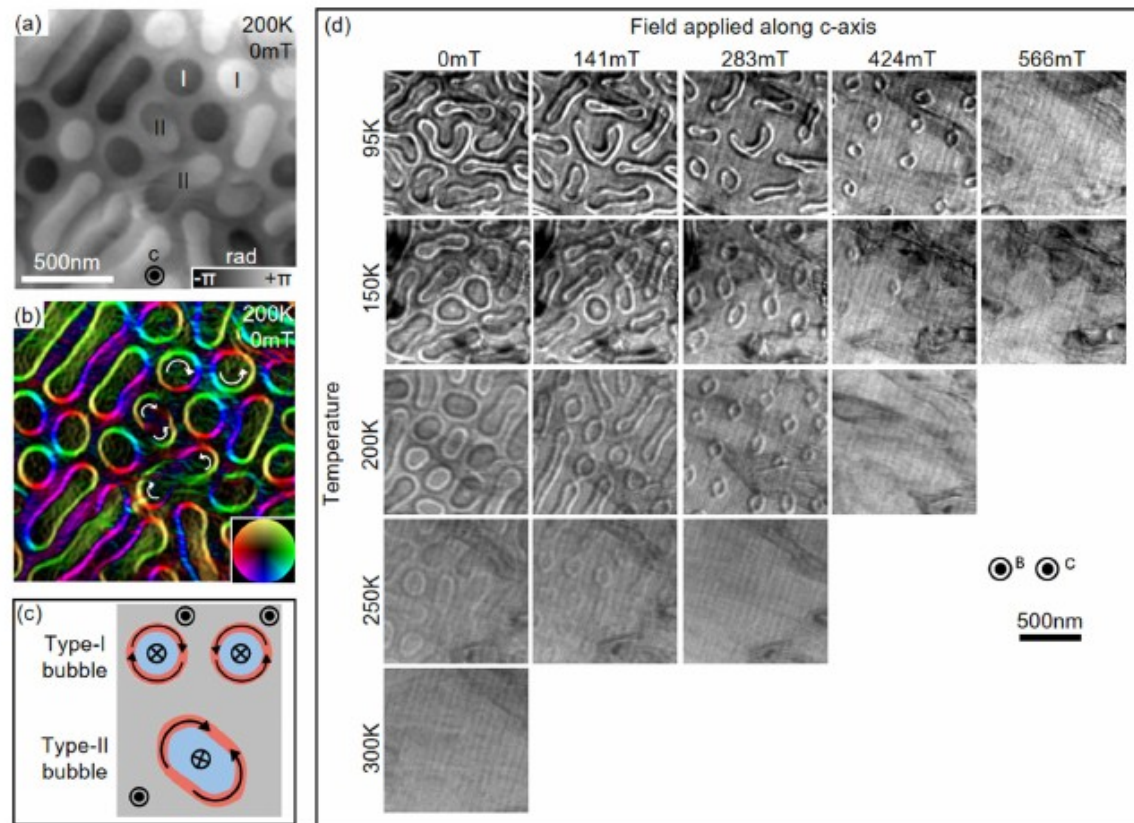 (a)
200K
0mT
I
I
II
II
500nm
c
rad
-π
+π
(b)
200K
0mT
(c)
Type-I
bubble
Type-II
bubble
(d)
Field applied along c-axis
0mT 141mT 283mT 424mT 566mT
Temperature
95K
150K
200K
250K
300K
B C
500nm